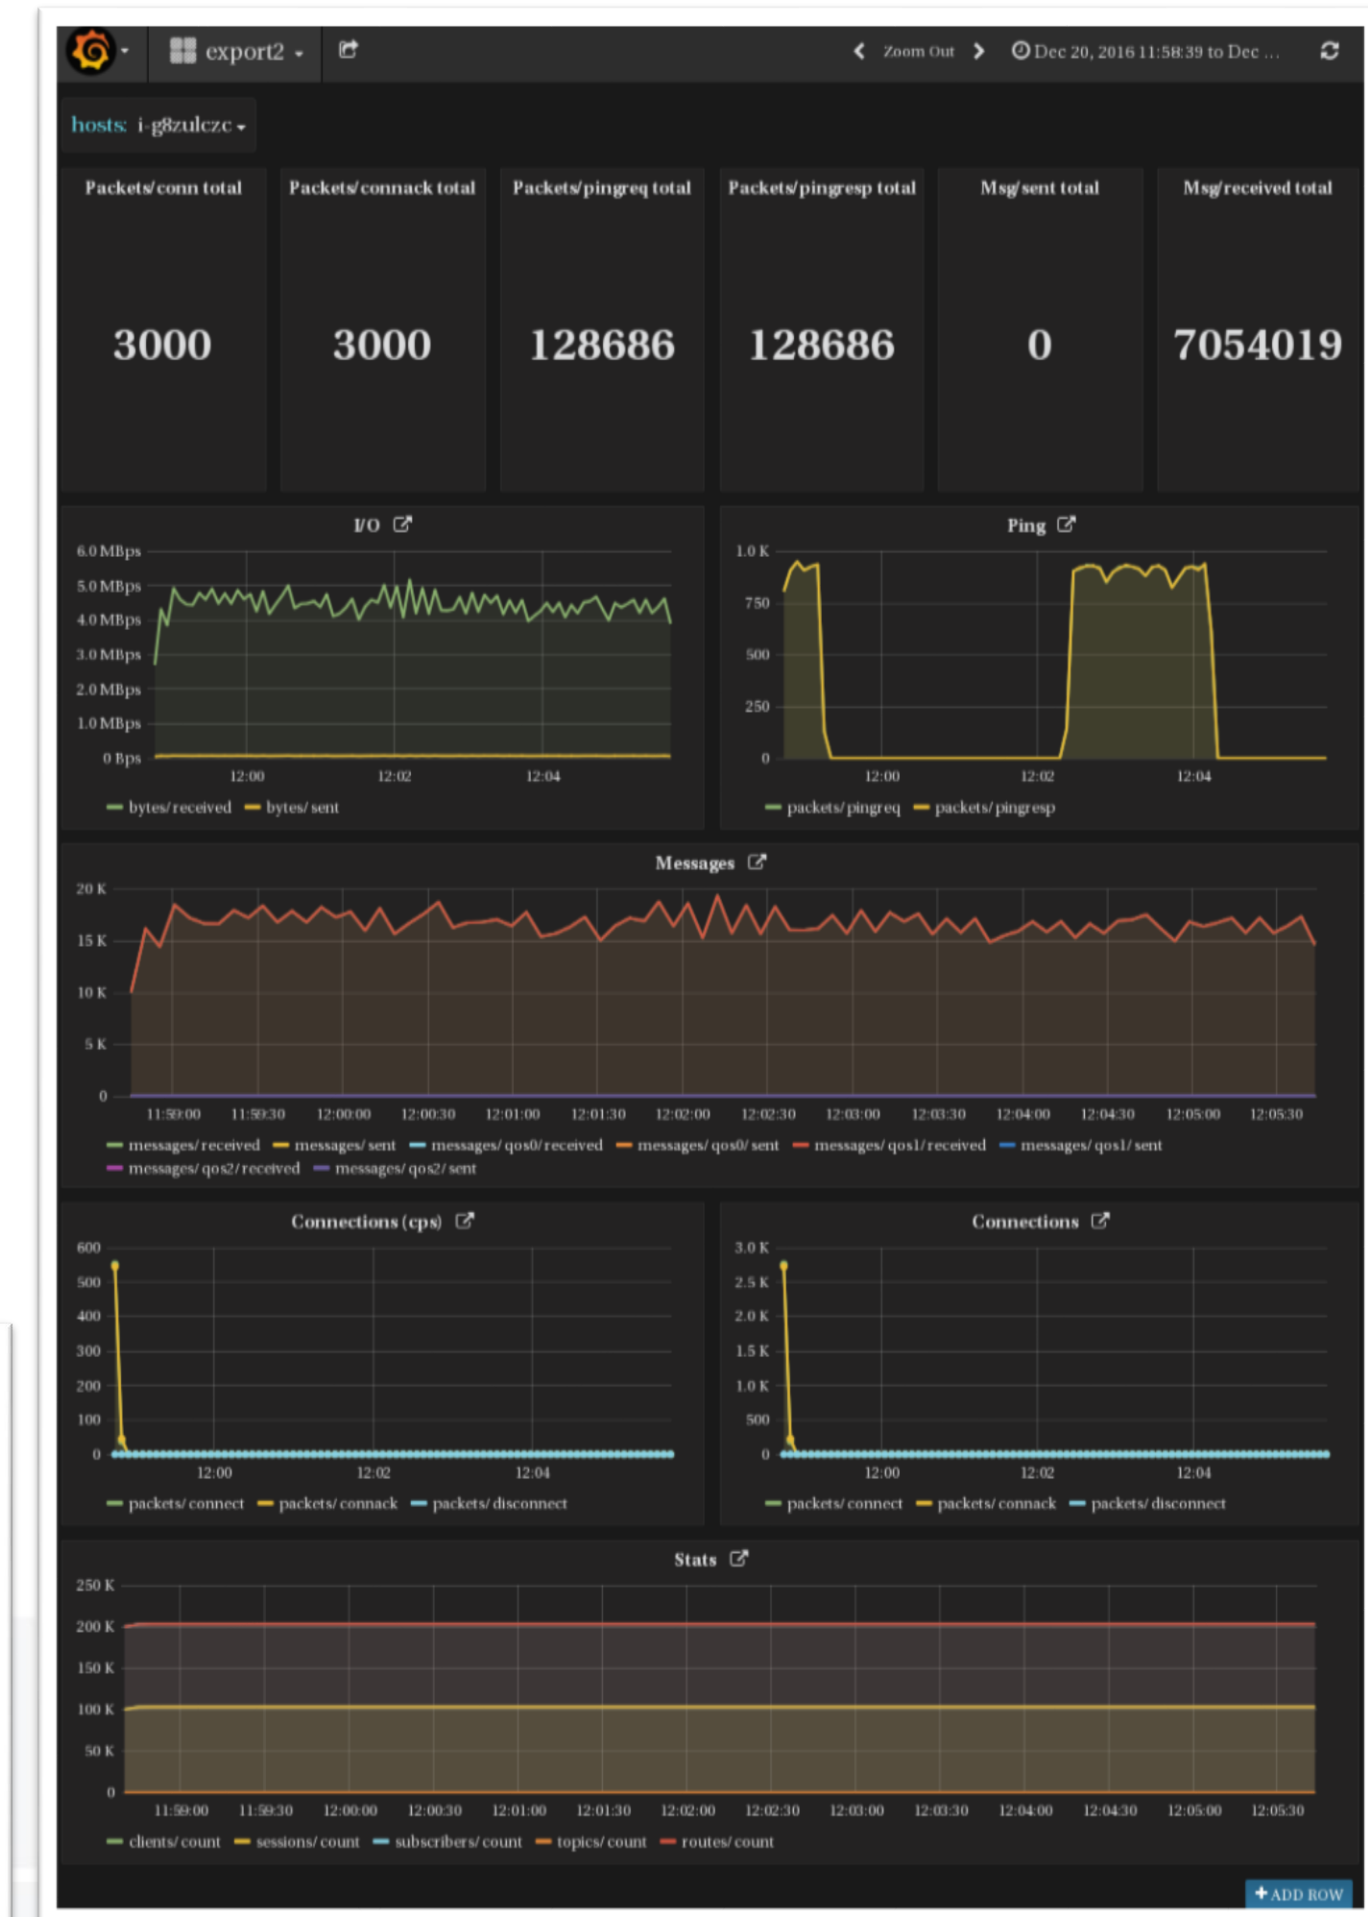 export2
Zoom Out
Dec 20, 2016 11:58:39 to Dec ...
hosts: i-g8zulczc
Packets/conn total
Packets/connack total
Packets/pingreq total
Packets/pingresp total
Msg/sent total
Msg/received total
3000
3000
128686
128686
0
7054019
I/O
6.0 MBps
5.0 MBps
4.0 MBps
3.0 MBps
2.0 MBps
1.0 MBps
0 Bps
12:00 12:02 12:04
bytes/received bytes/sent
Ping
1.0 K
750
500
250
0
12:00 12:02 12:04
packets/pingreq packets/pingresp
Messages
20 K
15 K
10 K
5 K
0
11:59:00 11:59:30 12:00:00 12:00:30 12:01:00 12:01:30 12:02:00 12:02:30 12:03:00 12:03:30 12:04:00 12:04:30 12:05:00 12:05:30
messages/received messages/sent messages/qos0/received messages/qos0/sent messages/qos1/received messages/qos1/sent
messages/qos2/received messages/qos2/sent
Connections (cps)
600
500
400
300
200
100
0
12:00 12:02 12:04
packets/connect packets/connack packets/disconnect
Connections
3.0 K
2.5 K
2.0 K
1.5 K
1.0 K
500
0
12:00 12:02 12:04
packets/connect packets/connack packets/disconnect
Stats
250 K
200 K
150 K
100 K
50 K
0
11:59:00 11:59:30 12:00:00 12:00:30 12:01:00 12:01:30 12:02:00 12:02:30 12:03:00 12:03:30 12:04:00 12:04:30 12:05:00 12:05:30
clients/count sessions/count subscribers/count topics/count routes/count
+ ADD ROW